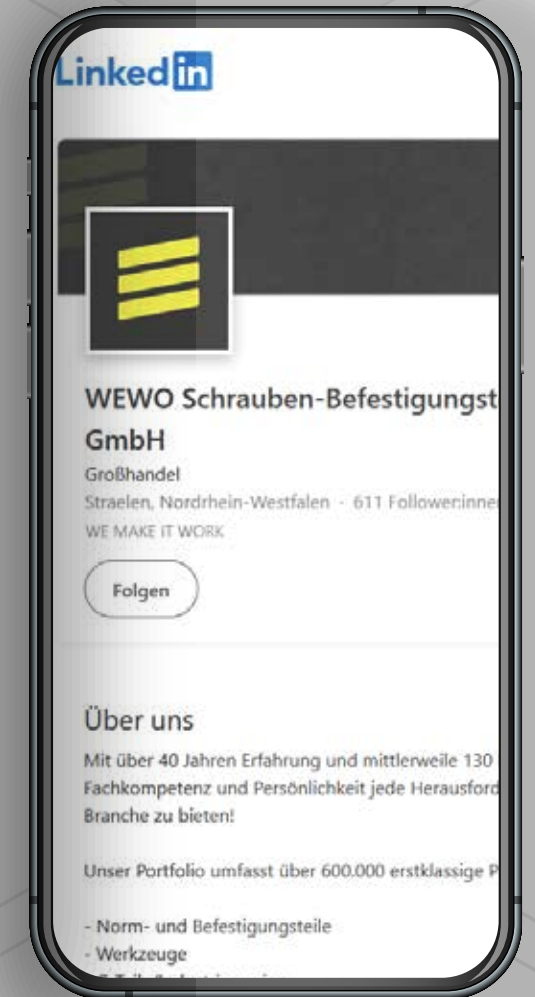 Linkedin
WEWO Schrauben-Befestigungst
GmbH
Großhandel
Straelen, Nordrhein-Westfalen · 611 Follower:innen
WE MAKE IT WORK
Folgen
Über uns
Mit über 40 Jahren Erfahrung und mittlerweile 130
Fachkompetenz und Persönlichkeit jede Herausford
Branche zu bieten!
Unser Portfolio umfasst über 600.000 erstklassige P
- Norm- und Befestigungsteile
- Werkzeuge